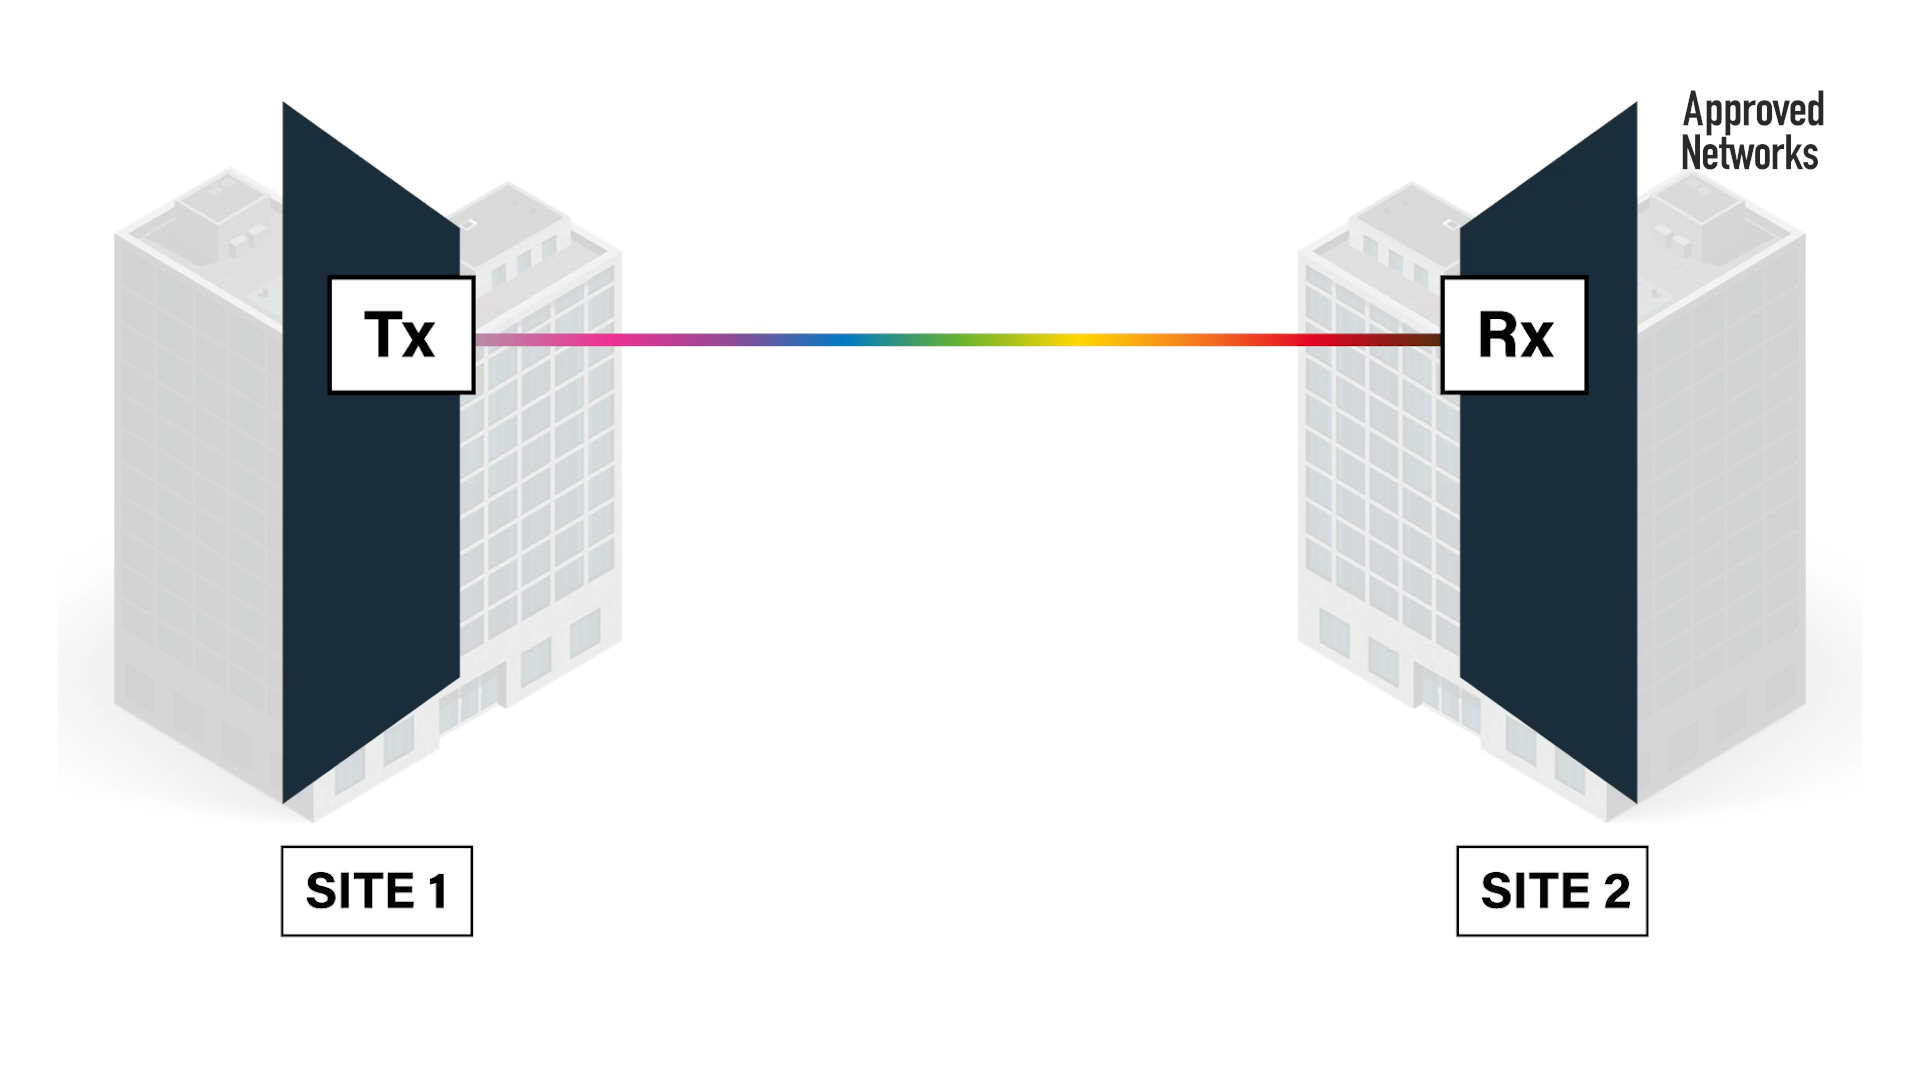 Approved
Networks
Tx
Rx
SITE 1
SITE 2